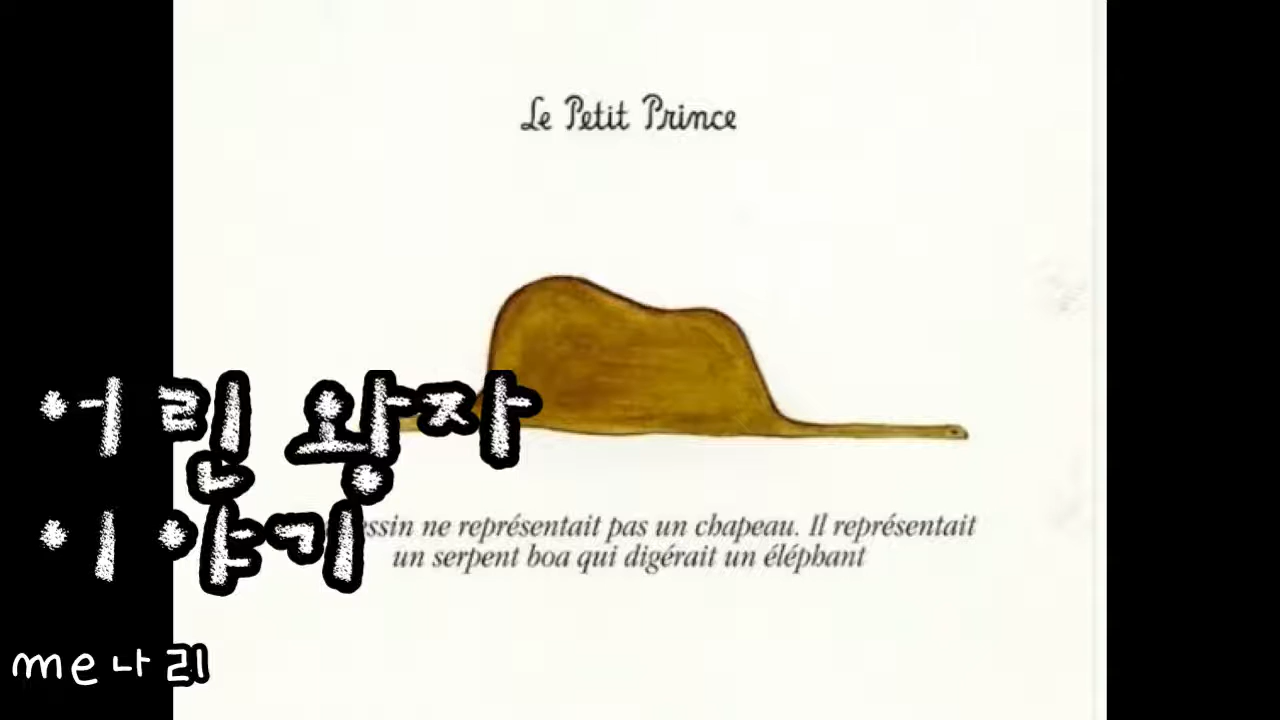 Le Petit Prince
어린 왕자
이야기
ne représentait pas un chapeau. Il représentait
un serpent boa qui digérait un éléphant
me나리